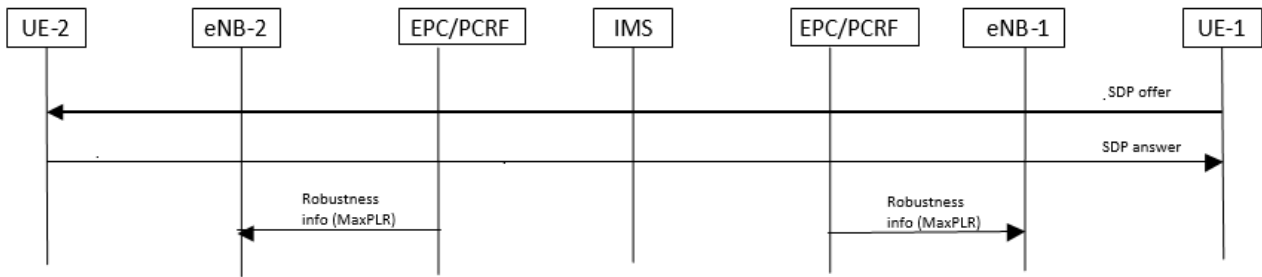 UE-2
eNB-2
EPC/PCRF
IMS
EPC/PCRF
eNB-1
UE-1
.SDP offer
SDP answer
Robustness
info (MaxPLR)
Robustness
info (MaxPLR)